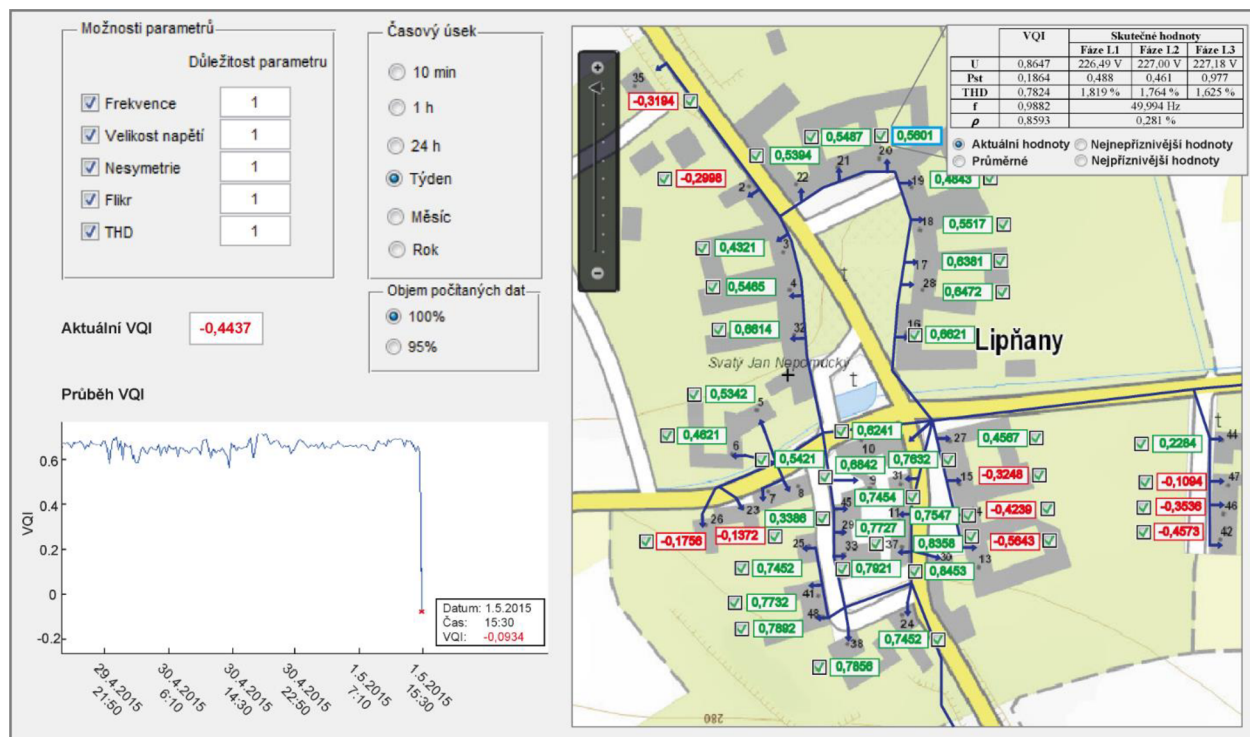 Možnosti parametrů
Důležitost parametru
Frekvence 1
Velikost napětí 1
Nesymetrie 1
Flikr 1
THD 1
Časový úsek
10 min
1 h
24 h
Týden
Měsíc
Rok
Objem počítaných dat
100%
95%
Aktuální VQI -0,4437
Průběh VQI
VQI
0.6
0.4
0.2
0
-0.2
29.4.2015 21:50
30.4.2015 6:10
30.4.2015 14:30
30.4.2015 22:50
1.5.2015 7:10
1.5.2015 15:30
Datum: 1.5.2015
Čas: 15:30
VQI: -0,0934
VQI Skutečné hodnoty
Fáze L1 Fáze L2 Fáze L3
U 0,8647 226,49 V 227,00 V 227,18 V
Pst 0,1864 0,488 0,461 0,977
THD 0,7824 1,819 % 1,764 % 1,625 %
f 0,9882 49,994 Hz
ρ 0,8593 0,281 %
Aktuální hodnoty Nejnepříznivější hodnoty
Průměrné Nejpříznivější hodnoty
35
-0,3194
0,5487 0,5601
0,5394 21 20
-0,2998 2 22 19 0,4843
18 0,5517
0,4321 3 t 17 0,6381
0,5465 4 28 0,6472
0,6614 32 16 0,6621
Lipňany
Svatý Jan Nepomucký
t
0,5342 5
0,4621 6 0,6241 27 0,4567 0,2264 44 t
0,5421 10 0,7632
0,6842 9 31 15 -0,3248 -0,1094 47
7 8 45 0,7454
26 23 11 0,7547 4 -0,4239 -0,3536 46
0,3386 29 0,7727
-0,1756 -0,1372 25 33 37 0,8358 -0,5643 -0,4573 42
30 13
0,7452 0,7921 0,8453
41
0,7732 48 24
0,7892 38 0,7452
0,7856
280